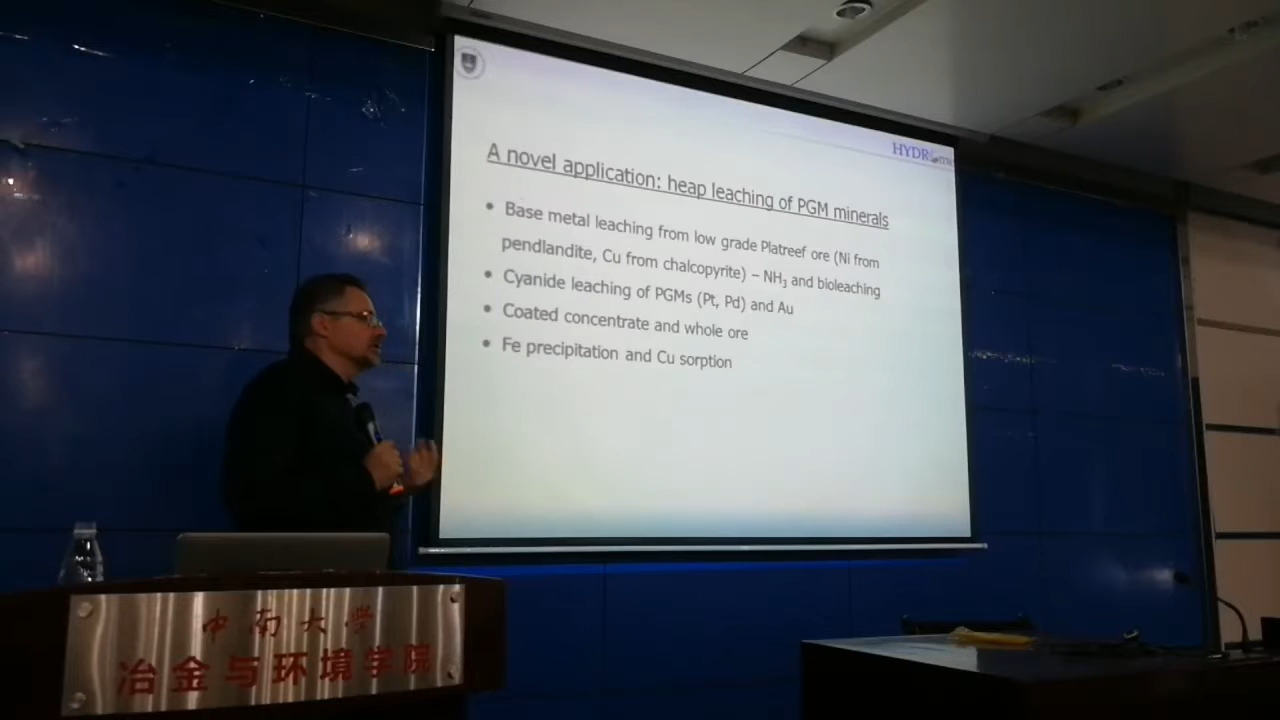 HYDR me
A novel application: heap leaching of PGM minerals
• Base metal leaching from low grade Platreef ore (Ni from
pendlandite, Cu from chalcopyrite) – NH₃ and bioleaching
• Cyanide leaching of PGMs (Pt, Pd) and Au
• Coated concentrate and whole ore
• Fe precipitation and Cu sorption
中南大学
冶金与环境学院